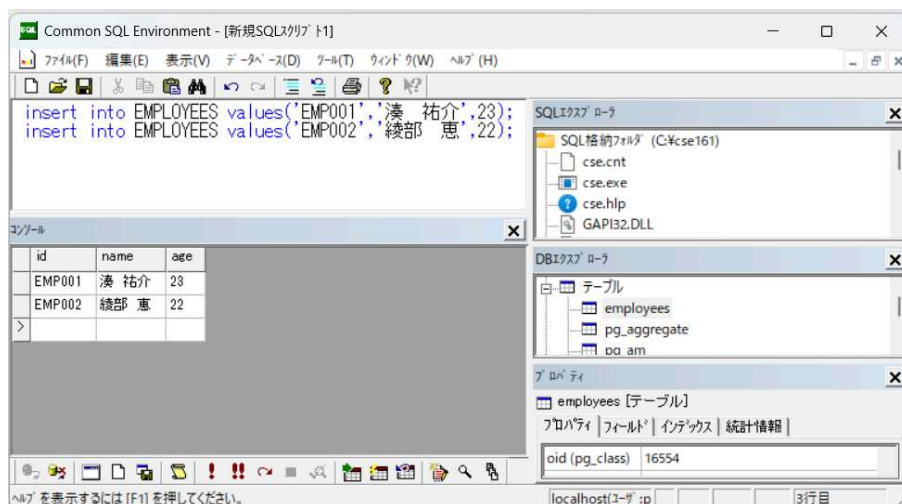 Common SQL Environment - [新規SQLｽｸﾘﾌﾟﾄ1]
ﾌｧｲﾙ(F) 編集(E) 表示(V) ﾃﾞｰﾀﾍﾞｰｽ(D) ﾂｰﾙ(T) ｳｨﾝﾄﾞｳ(W) ﾍﾙﾌﾟ(H)
insert into EMPLOYEES values('EMP001','湊　祐介',23);
insert into EMPLOYEES values('EMP002','綾部　恵',22);
ｺﾝｿｰﾙ
id name age
EMP001 湊 祐介 23
EMP002 綾部 恵 22
SQLｴｸｽﾌﾟﾛｰﾗ
SQL格納ﾌｫﾙﾀﾞ (C:¥cse161)
cse.cnt
cse.exe
cse.hlp
GAPI32.DLL
DBｴｸｽﾌﾟﾛｰﾗ
テーブル
employees
pg_aggregate
pg_am
ﾌﾟﾛﾊﾟﾃｨ
employees [テーブル]
ﾌﾟﾛﾊﾟﾃｨ ﾌｨｰﾙﾄﾞ インデックス 統計情報
oid (pg_class) 16554
ﾍﾙﾌﾟを表示するには [F1] を押してください。
localhost(ﾕｰｻﾞ:p 3行目